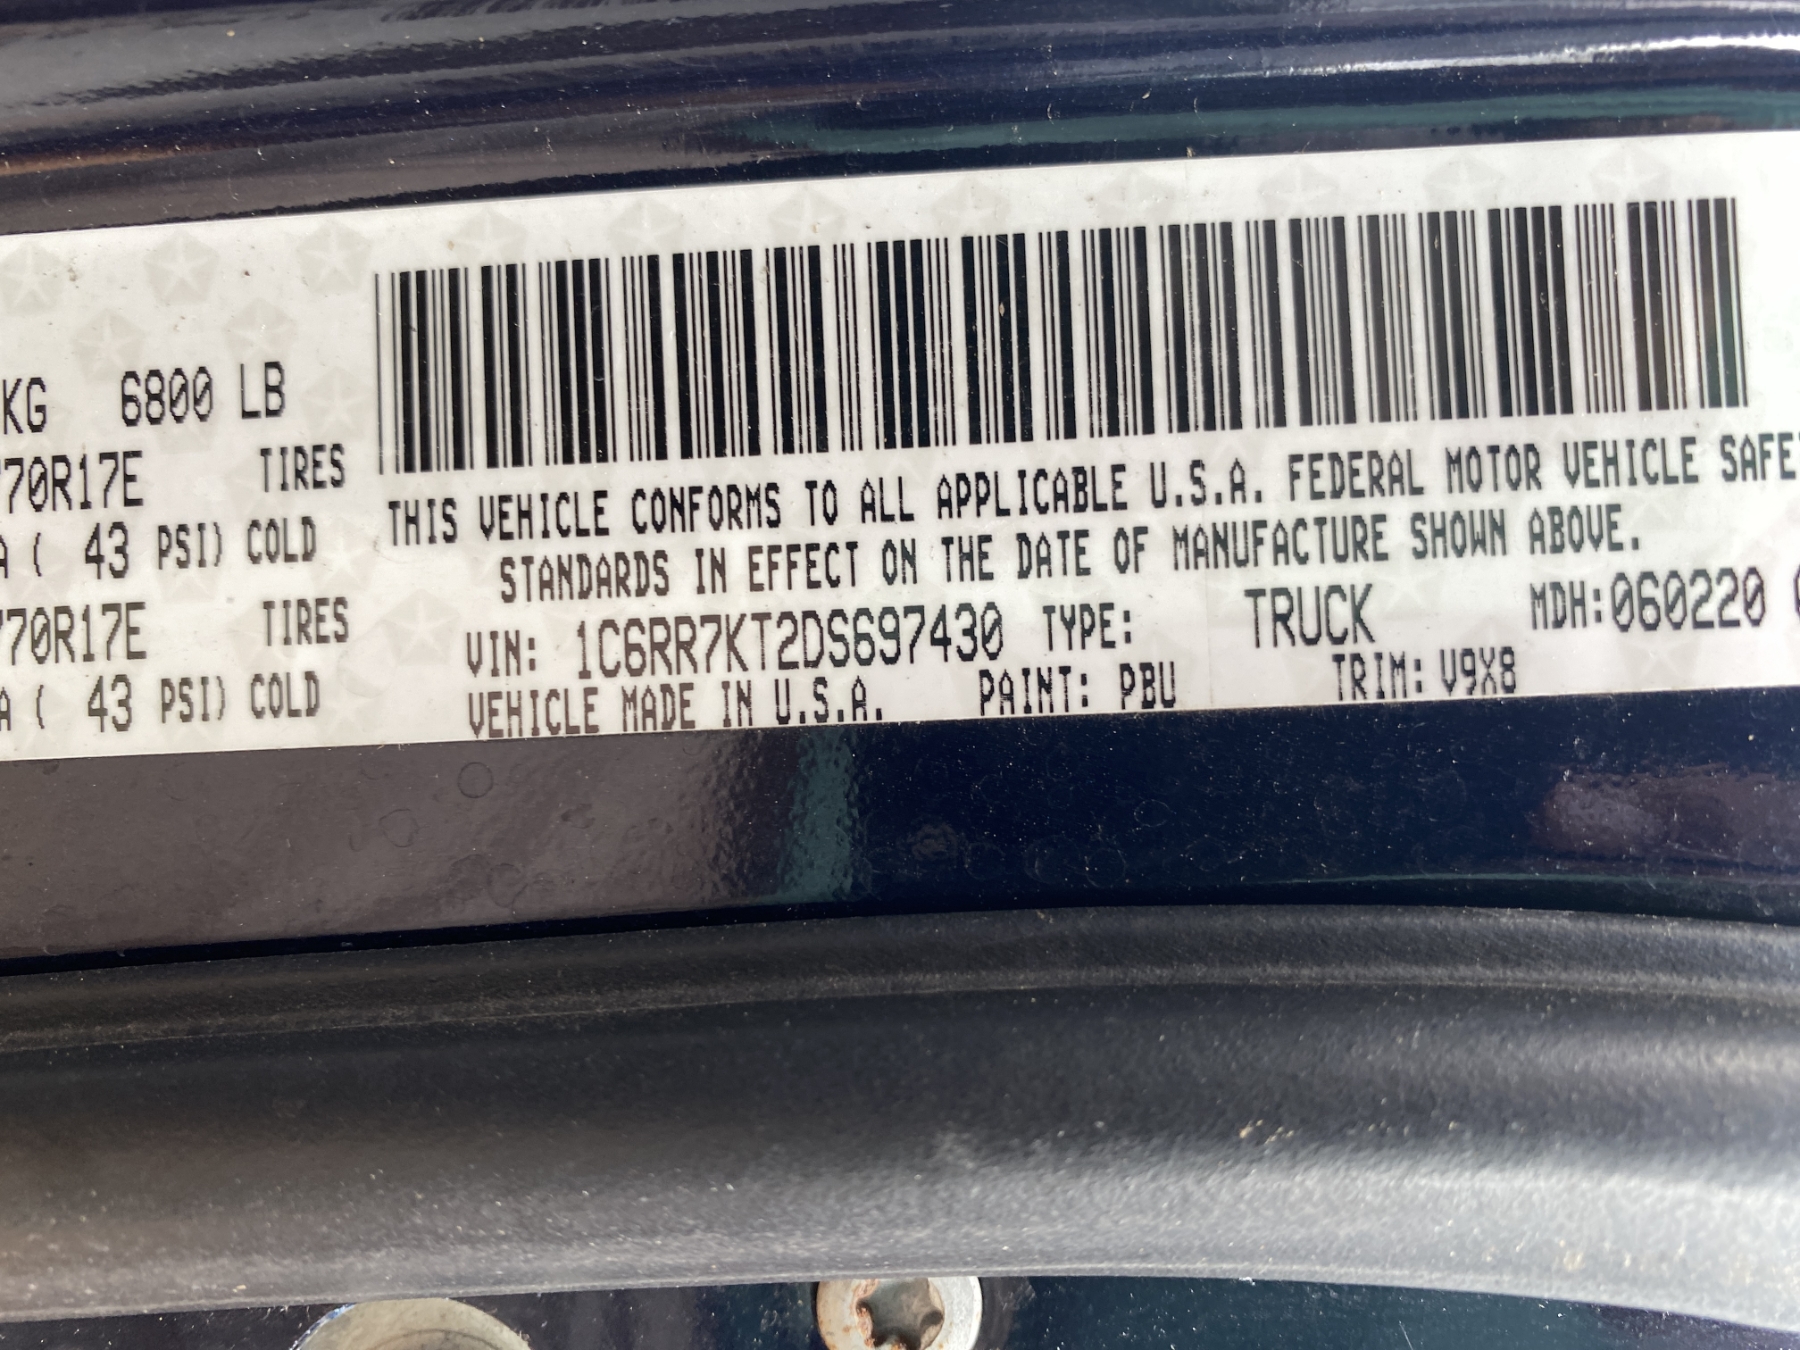 KG 6800 LB
70R17E TIRES
( 43 PSI) COLD
70R17E TIRES
( 43 PSI) COLD
THIS VEHICLE CONFORMS TO ALL APPLICABLE U.S.A. FEDERAL MOTOR VEHICLE SAFE
STANDARDS IN EFFECT ON THE DATE OF MANUFACTURE SHOWN ABOVE.
VIN: 1C6RR7KT2DS697430 TYPE: TRUCK MDH:060220
VEHICLE MADE IN U.S.A. PAINT: PBU TRIM: V9X8